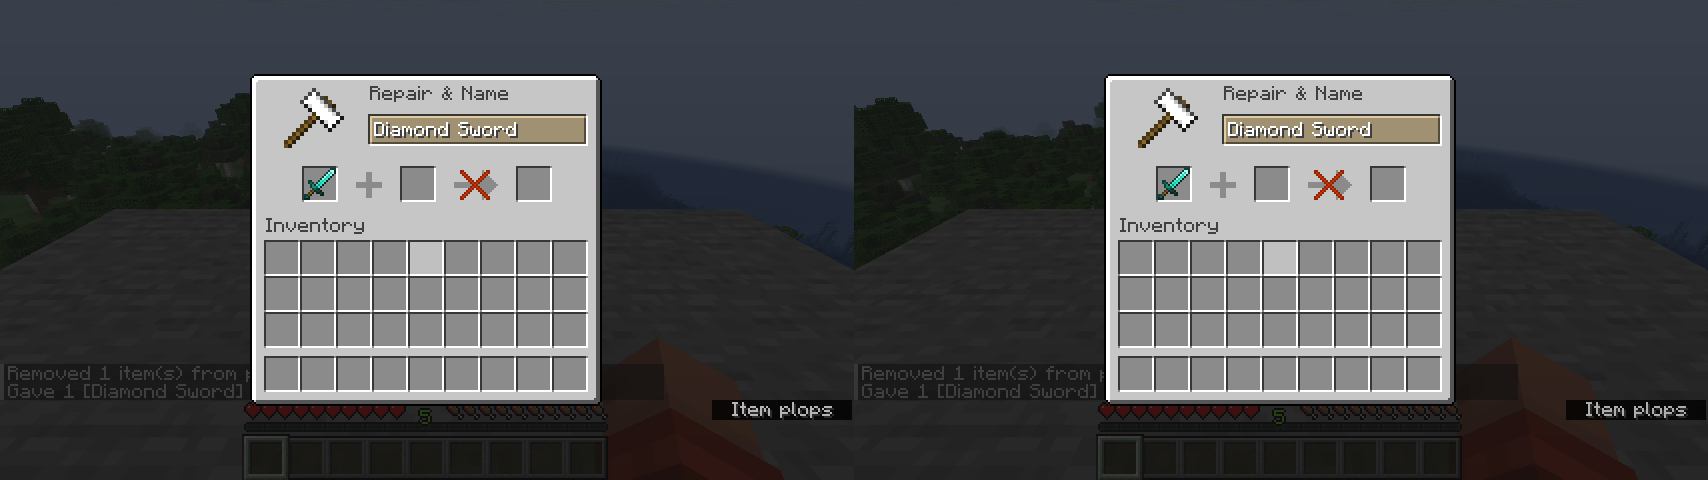 Repair & Name
Diamond Sword
Inventory
Removed 1 item(s) from
Gave 1 [Diamond Sword]
5
Item plops
Repair & Name
Diamond Sword
Inventory
Removed 1 item(s) from
Gave 1 [Diamond Sword]
5
Item plops